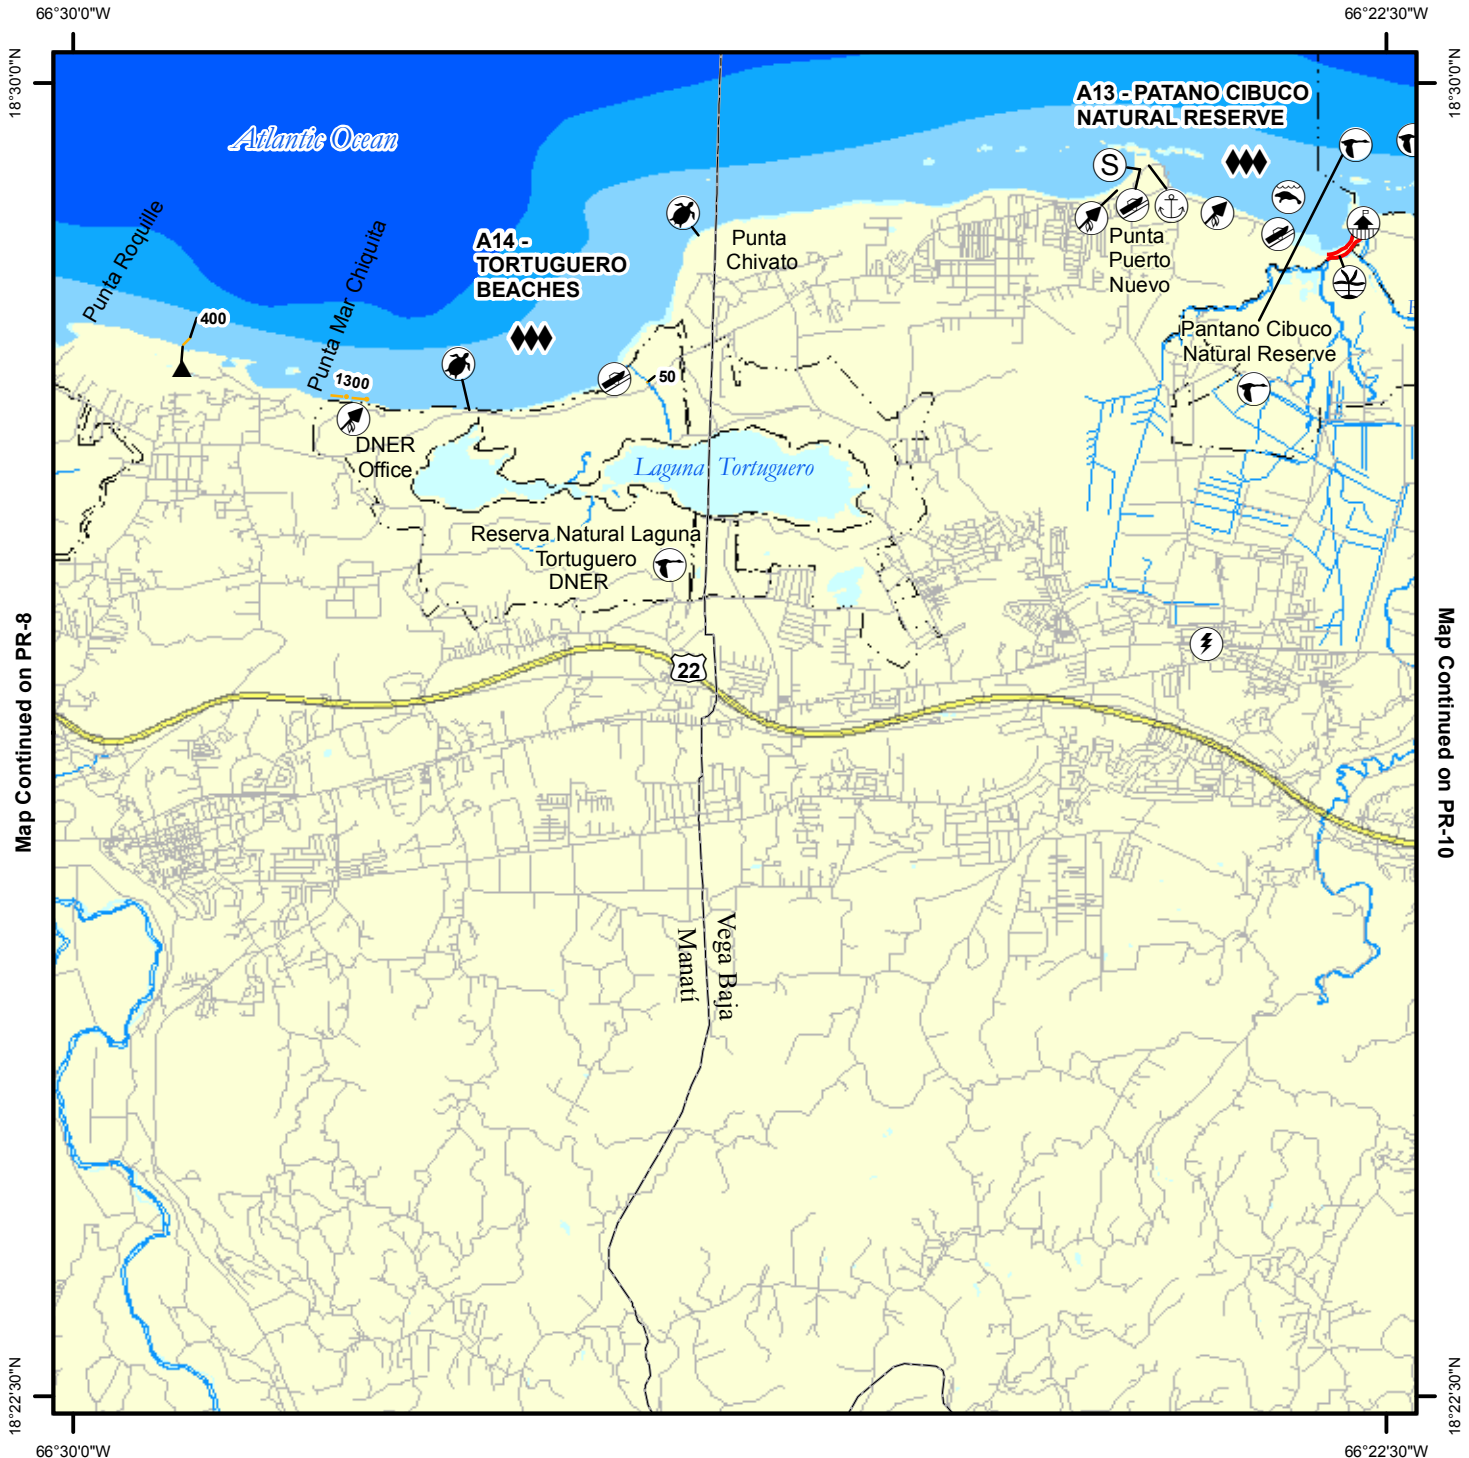 66°30'0"W
66°22'30"W
18°30'0"N
18°30'0"N
A13 - PATANO CIBUCO
NATURAL RESERVE
Atlantic Ocean
S
Punta Roquille
Punta Mar Chiquita
A14 -
TORTUGUERO
BEACHES
Punta
Chivato
Punta
Puerto
Nuevo
400
1300
50
Pantano Cibuco
Natural Reserve
DNER
Office
Laguna Tortuguero
Reserva Natural Laguna
Tortuguero
DNER
22
Map Continued on PR-8
Map Continued on PR-10
Vega Baja
Manatí
18°22'30"N
18°22'30"N
66°30'0"W
66°22'30"W